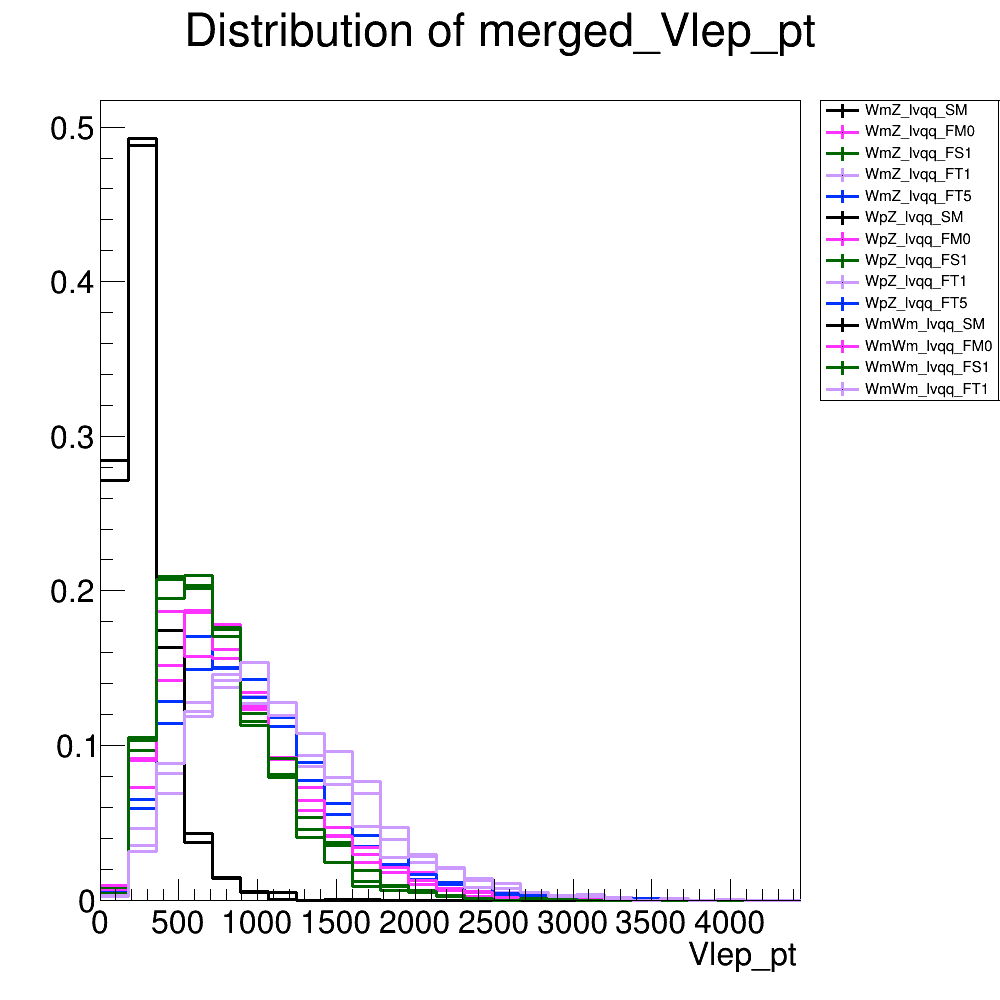 Distribution of merged_Vlep_pt
0.5
0.4
0.3
0.2
0.1
0
0 500 1000 1500 2000 2500 3000 3500 4000
Vlep_pt
WmZ_lvqq_SM
WmZ_lvqq_FM0
WmZ_lvqq_FS1
WmZ_lvqq_FT1
WmZ_lvqq_FT5
WpZ_lvqq_SM
WpZ_lvqq_FM0
WpZ_lvqq_FS1
WpZ_lvqq_FT1
WpZ_lvqq_FT5
WmWm_lvqq_SM
WmWm_lvqq_FM0
WmWm_lvqq_FS1
WmWm_lvqq_FT1